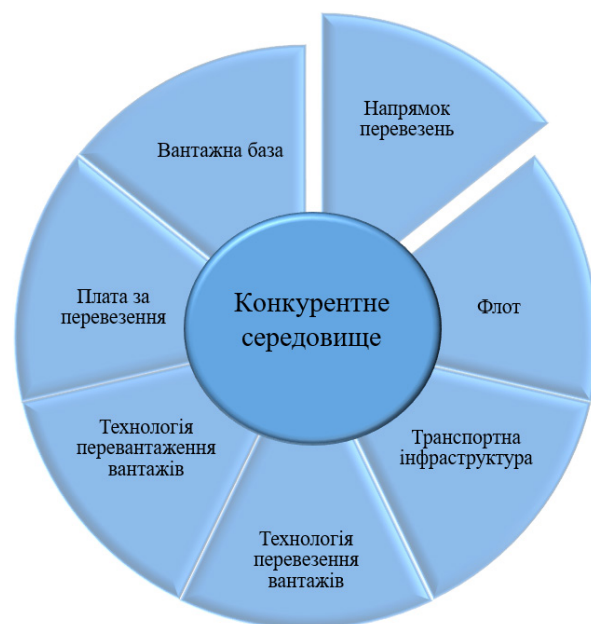 Напрямок
перевезень
Вантажна база
Флот
Плата за
перевезення
Конкурентне
середовище
Технологія
перевантаження
вантажів
Транспортна
інфраструктура
Технологія
перевезення
вантажів